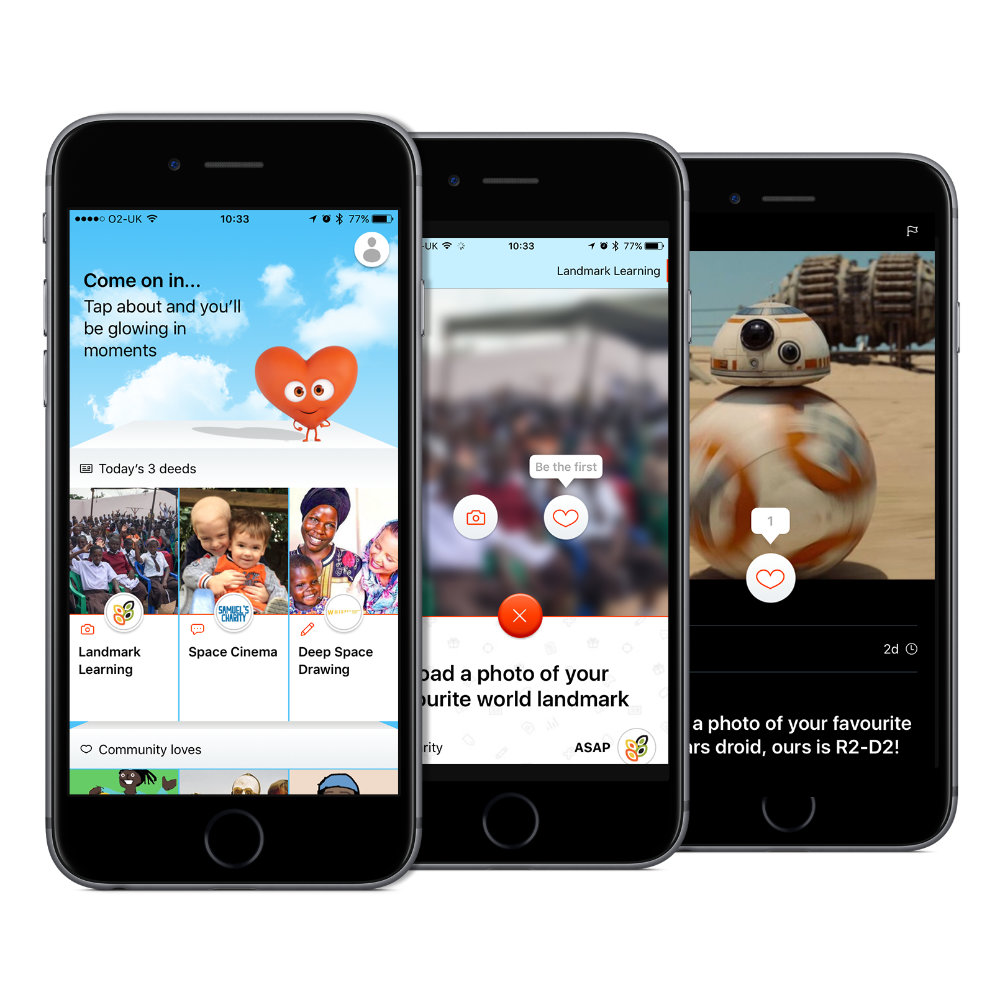 O2-UK
10:33
77%
Come on in...
Tap about and you'll
be glowing in
moments
Today's 3 deeds
SAMUEL'S
CHARITY
Landmark
Learning
Space Cinema
Deep Space
Drawing
Community loves
-UK
10:33
77%
Landmark Learning
Be the first
oad a photo of your
ourite world landmark
rity
ASAP
1
2d
a photo of your favourite
ars droid, ours is R2-D2!